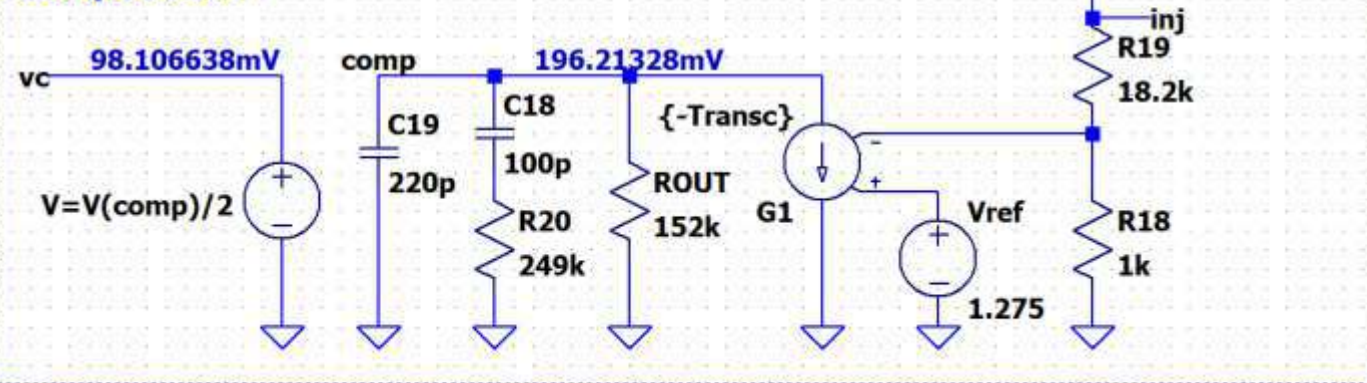 inj
R19
18.2k
vc
98.106638mV
comp
196.21328mV
C19
220p
C18
100p
R20
249k
V=V(comp)/2
+
−
ROUT
152k
{-Transc}
G1
-
+
Vref
+
−
1.275
R18
1k